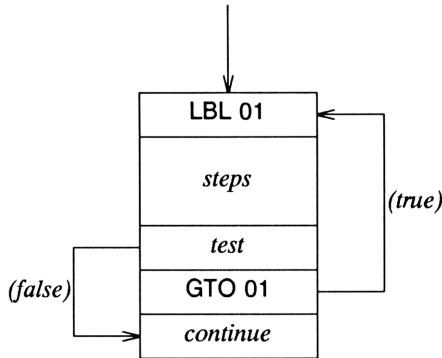 LBL 01
steps
(true)
test
(false)
GTO 01
continue